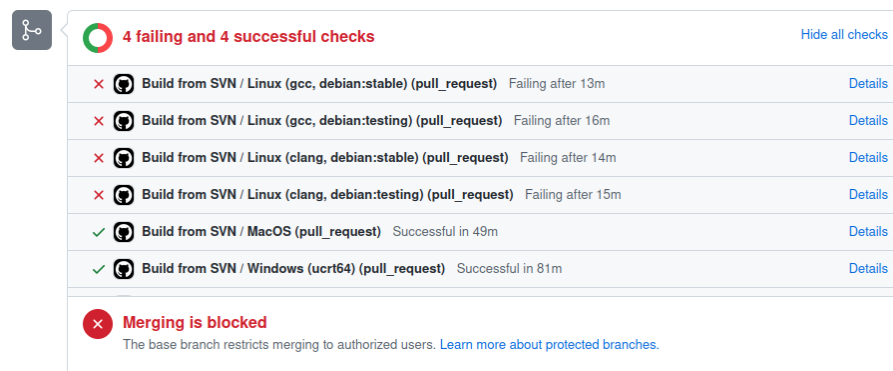 4 failing and 4 successful checks Hide all checks
Build from SVN / Linux (gcc, debian:stable) (pull_request) Failing after 13m Details
Build from SVN / Linux (gcc, debian:testing) (pull_request) Failing after 16m Details
Build from SVN / Linux (clang, debian:stable) (pull_request) Failing after 14m Details
Build from SVN / Linux (clang, debian:testing) (pull_request) Failing after 15m Details
Build from SVN / MacOS (pull_request) Successful in 49m Details
Build from SVN / Windows (ucrt64) (pull_request) Successful in 81m Details
Merging is blocked
The base branch restricts merging to authorized users. Learn more about protected branches.